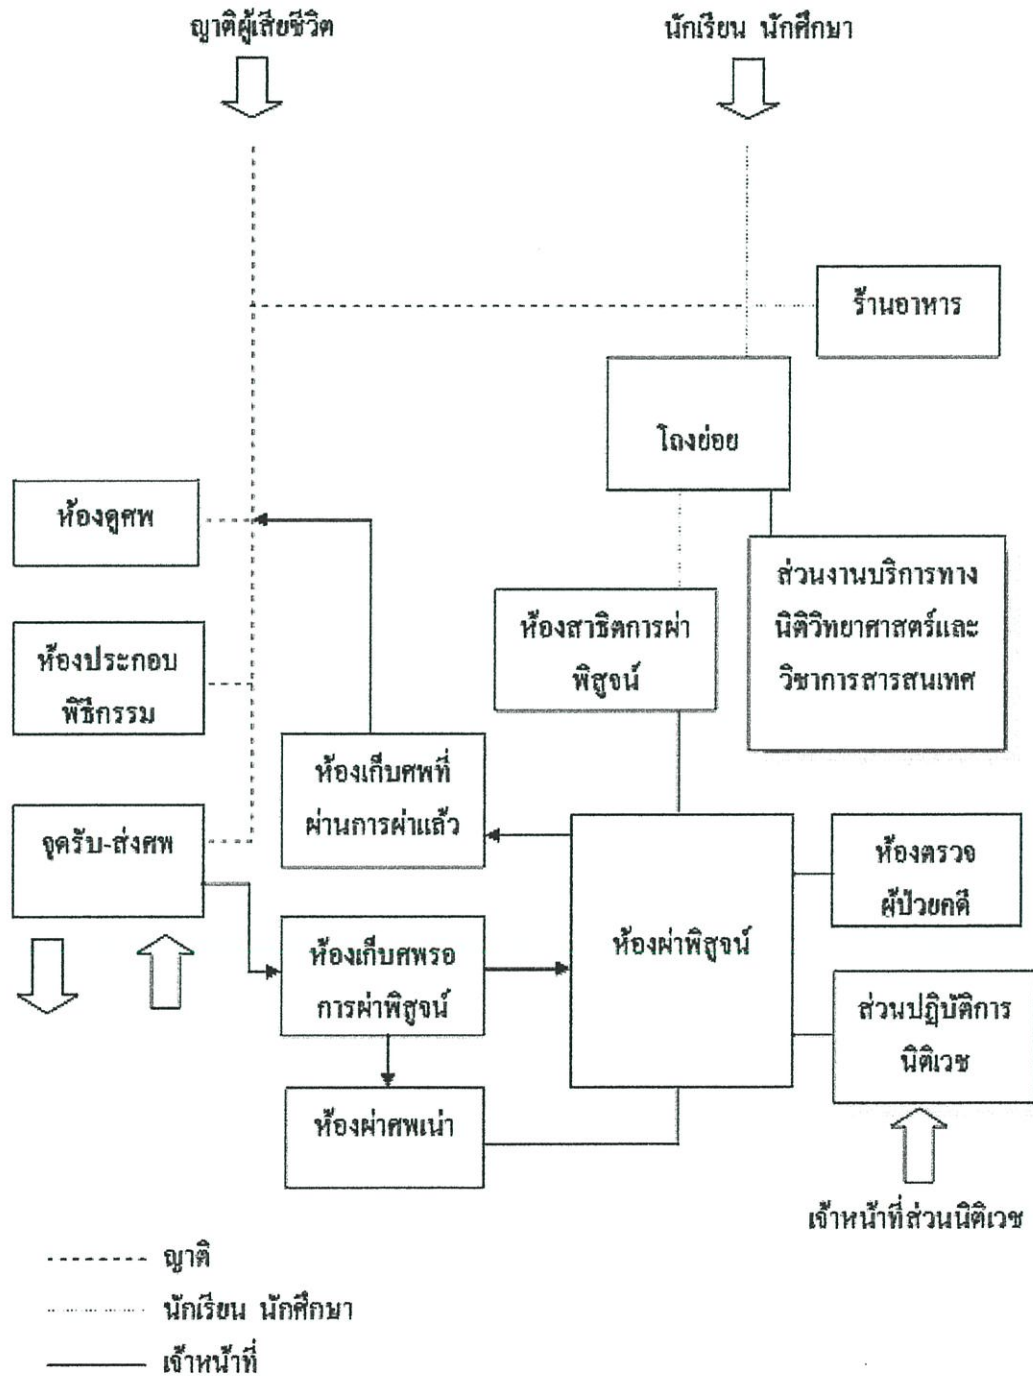 ญาติผู้เสียชีวิต
นักเรียน นักศึกษา
ร้านอาหาร
โถงย่อย
ห้องดูศพ
ส่วนงานบริการทาง
นิติวิทยาศาสตร์และ
วิชาการสารสนเทศ
ห้องสาธิตการผ่า
พิสูจน์
ห้องประกอบ
พิธีกรรม
ห้องเก็บศพที่
ผ่านการผ่าแล้ว
จุดรับ-ส่งศพ
ห้องตรวจ
ผู้ป่วยคดี
ห้องผ่าพิสูจน์
ห้องเก็บศพรอ
การผ่าพิสูจน์
ส่วนปฏิบัติการ
นิติเวช
ห้องผ่าศพเน่า
เจ้าหน้าที่ส่วนนิติเวช
ญาติ
นักเรียน นักศึกษา
เจ้าหน้าที่